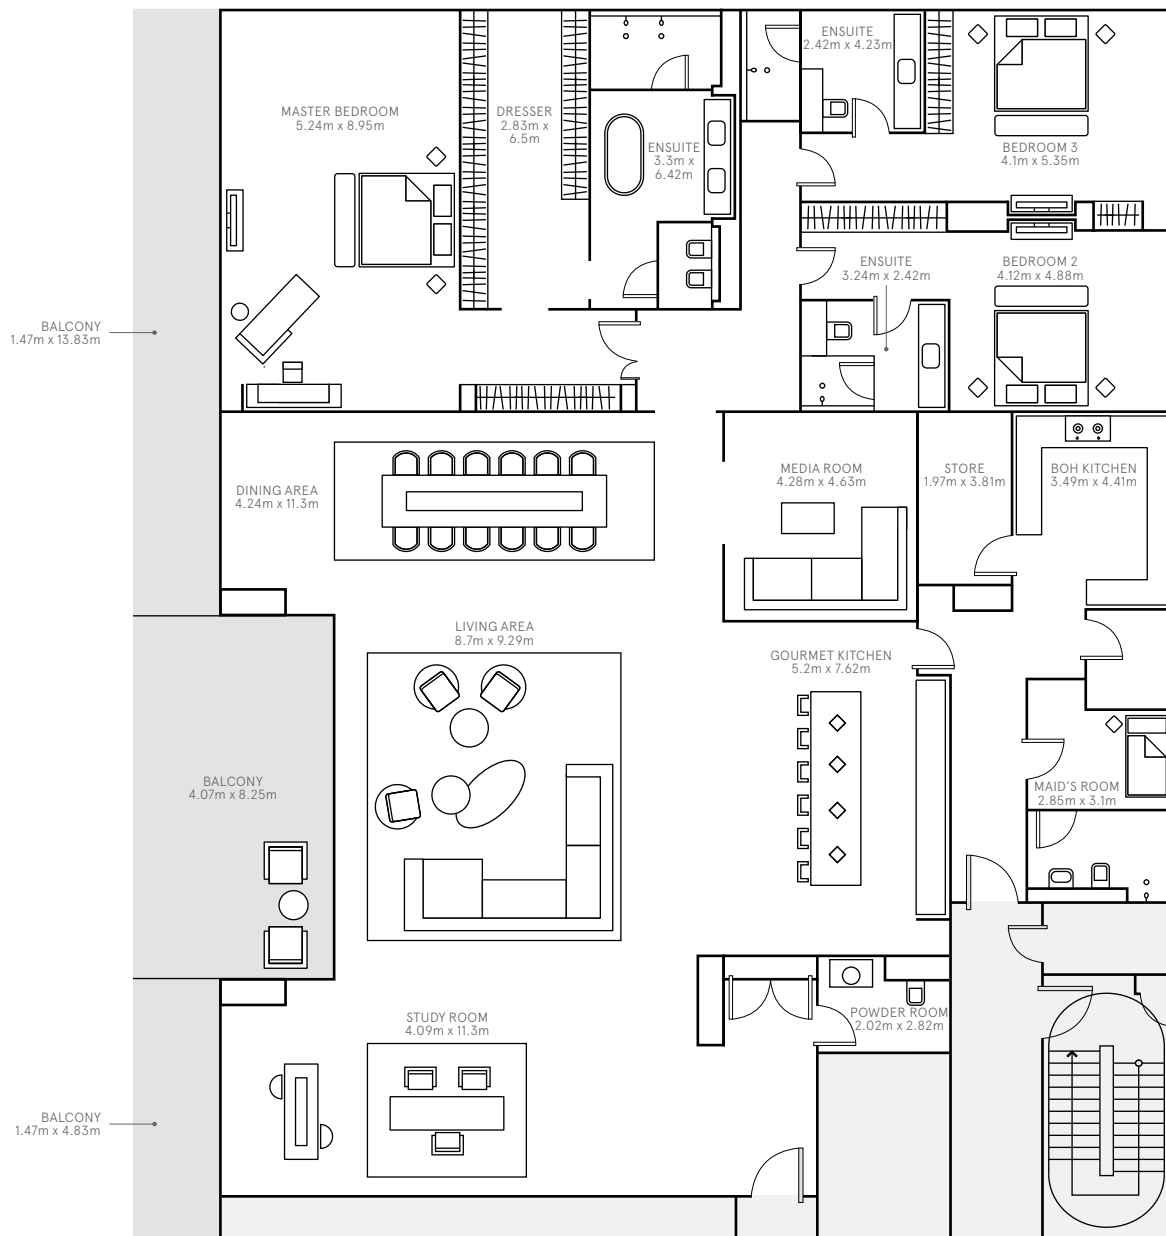 ENSUITE
2.42m x 4.23m
MASTER BEDROOM
5.24m x 8.95m
DRESSER
2.83m x
6.5m
ENSUITE
3.3m x
6.42m
BEDROOM 3
4.1m x 5.35m
ENSUITE
3.24m x 2.42m
BEDROOM 2
4.12m x 4.88m
BALCONY
1.47m x 13.83m
DINING AREA
4.24m x 11.3m
MEDIA ROOM
4.28m x 4.63m
STORE
1.97m x 3.81m
BOH KITCHEN
3.49m x 4.41m
LIVING AREA
8.7m x 9.29m
GOURMET KITCHEN
5.2m x 7.62m
BALCONY
4.07m x 8.25m
MAID'S ROOM
2.85m x 3.1m
STUDY ROOM
4.09m x 11.3m
POWDER ROOM
2.02m x 2.82m
BALCONY
1.47m x 4.83m